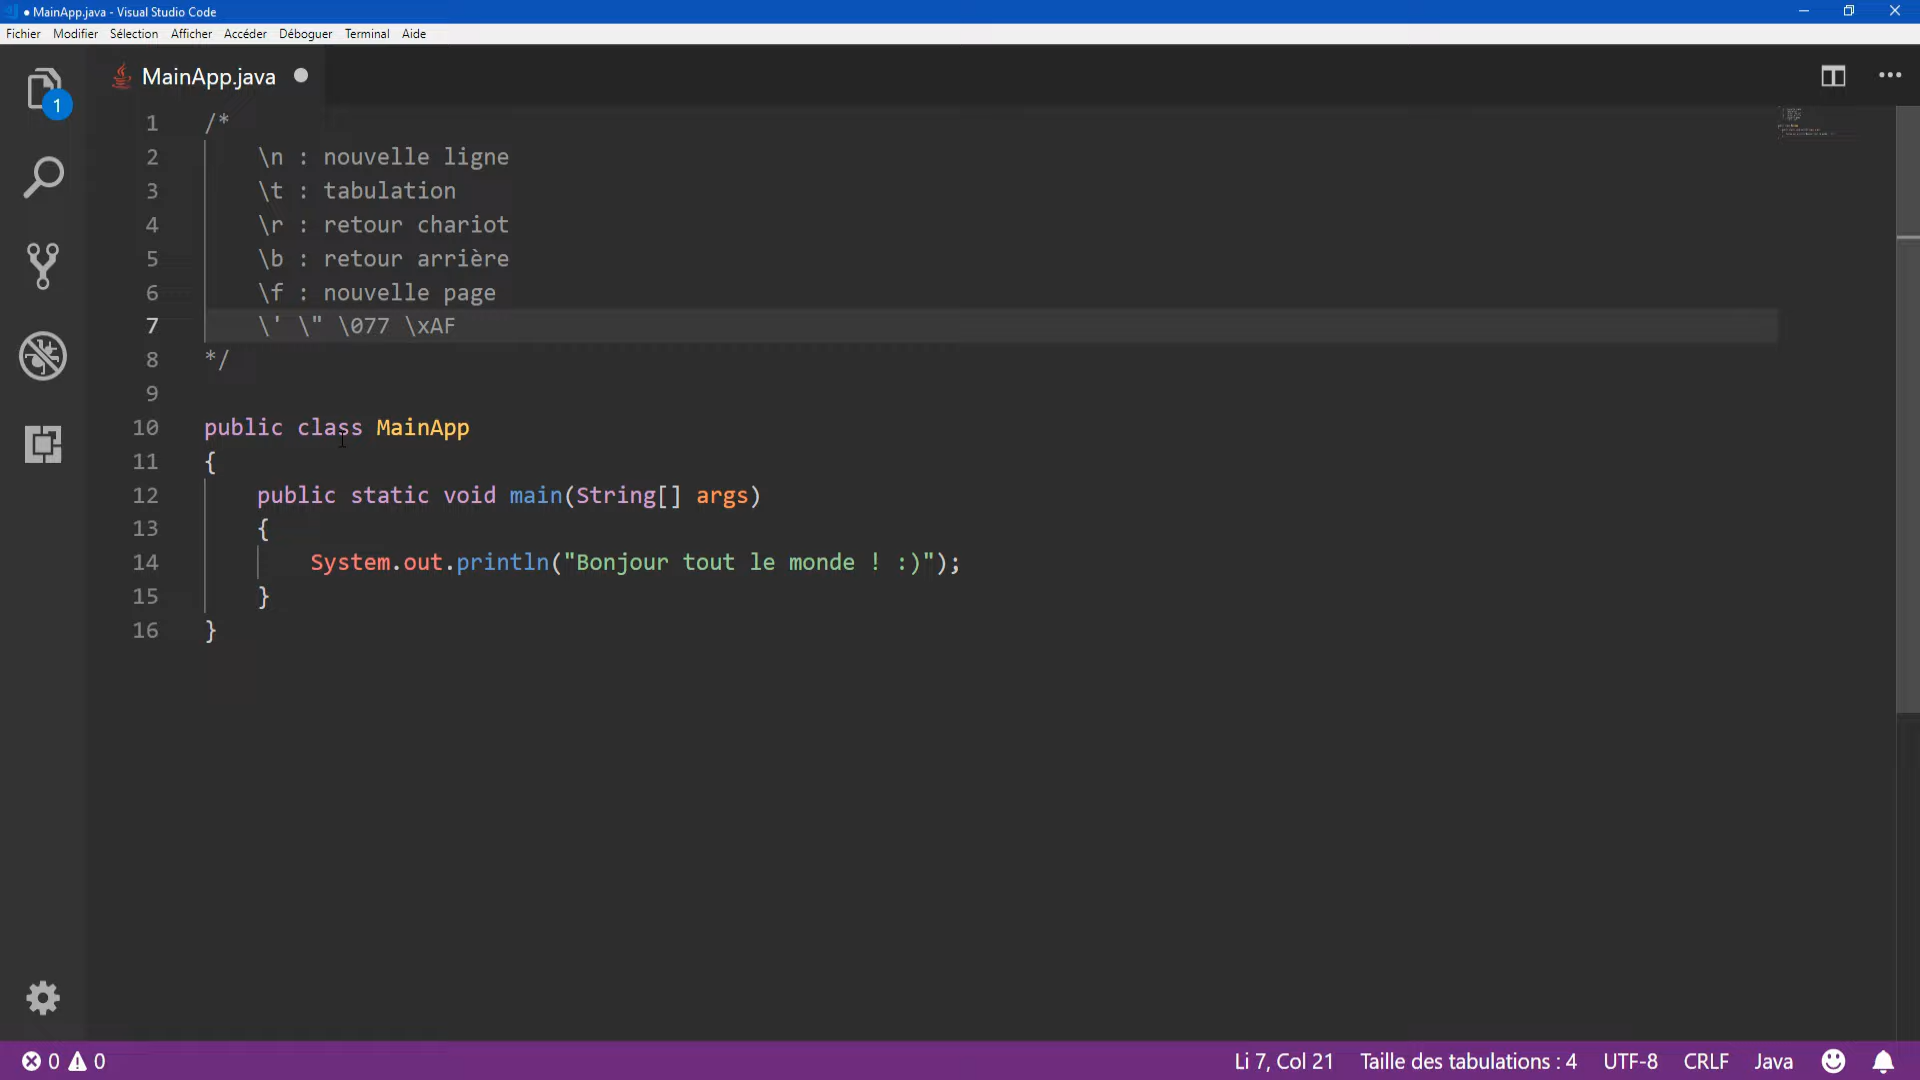 ● MainApp.java - Visual Studio Code
Fichier Modifier Sélection Afficher Accéder Déboguer Terminal Aide
1
MainApp.java ●
1 /*
2 \n : nouvelle ligne
3 \t : tabulation
4 \r : retour chariot
5 \b : retour arrière
6 \f : nouvelle page
7 \' \" \077 \xAF
8 */
9
10 public class MainApp
11 {
12 public static void main(String[] args)
13 {
14 System.out.println("Bonjour tout le monde ! :)");
15 }
16 }
0 0 Li 7, Col 21 Taille des tabulations : 4 UTF-8 CRLF Java